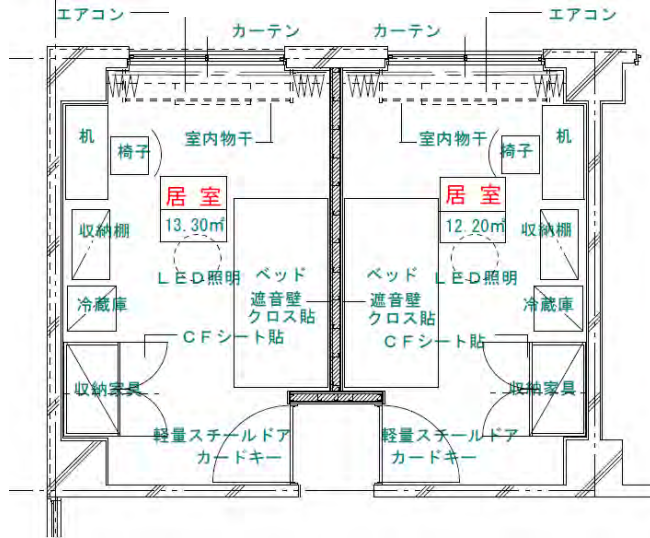 エアコン
カーテン
カーテン
エアコン
机
椅子
室内物干
室内物干
椅子
机
居室
13.30㎡
居室
12.20㎡
収納棚
収納棚
LED照明
ベッド
ベッド
LED照明
冷蔵庫
遮音壁
クロス貼
遮音壁
クロス貼
冷蔵庫
CFシート貼
CFシート貼
収納家具
収納家具
軽量スチールドア
カードキー
軽量スチールドア
カードキー